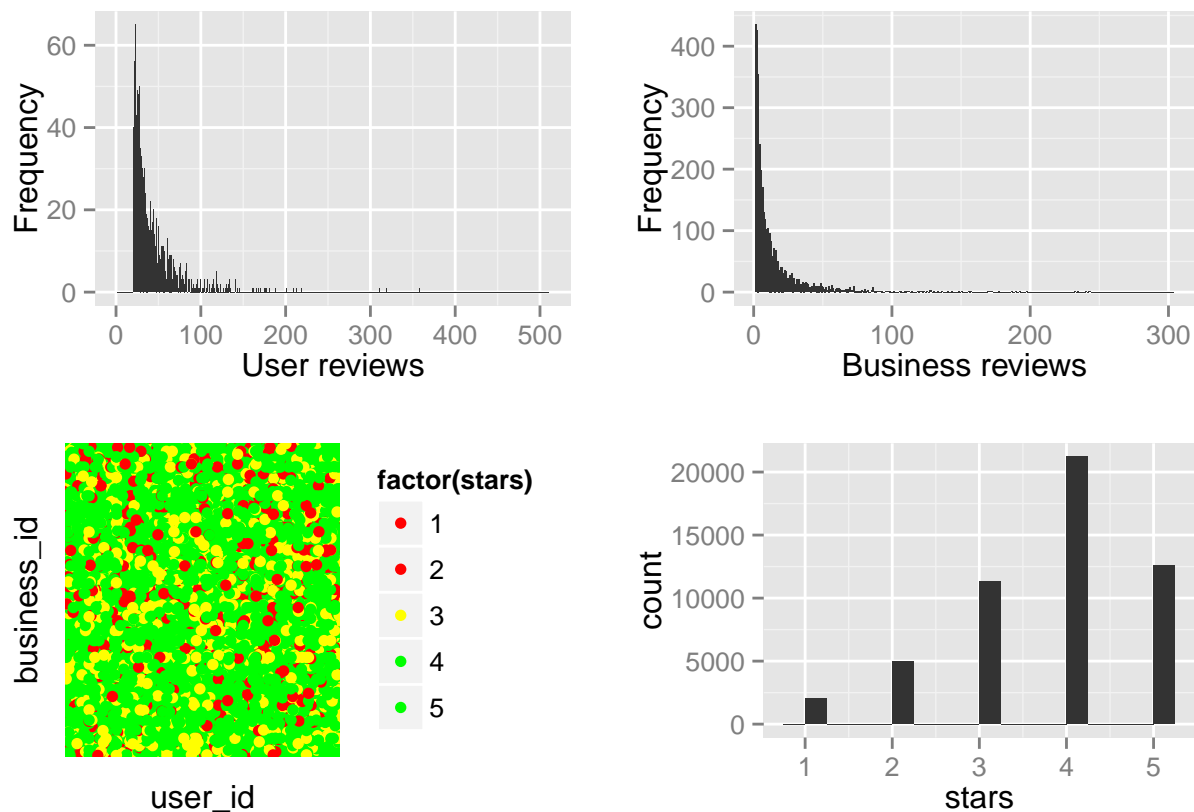 Frequency
60
40
20
0
0 100 200 300 400 500
User reviews
Frequency
400
300
200
100
0
0 100 200 300
Business reviews
business_id
user_id
factor(stars)
1
2
3
4
5
count
20000
15000
10000
5000
0
1 2 3 4 5
stars